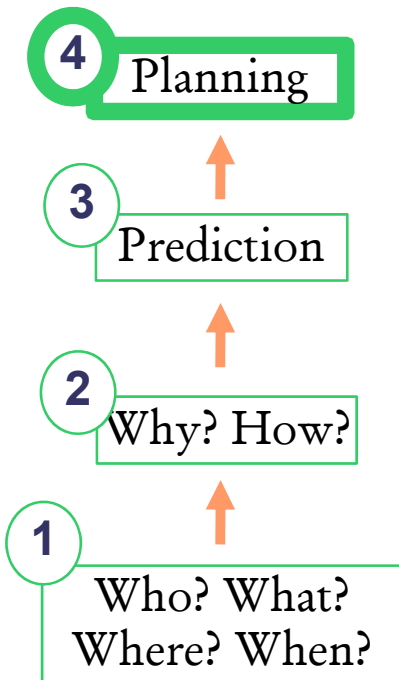 4
Planning
3
Prediction
2
Why? How?
1
Who? What?
Where? When?